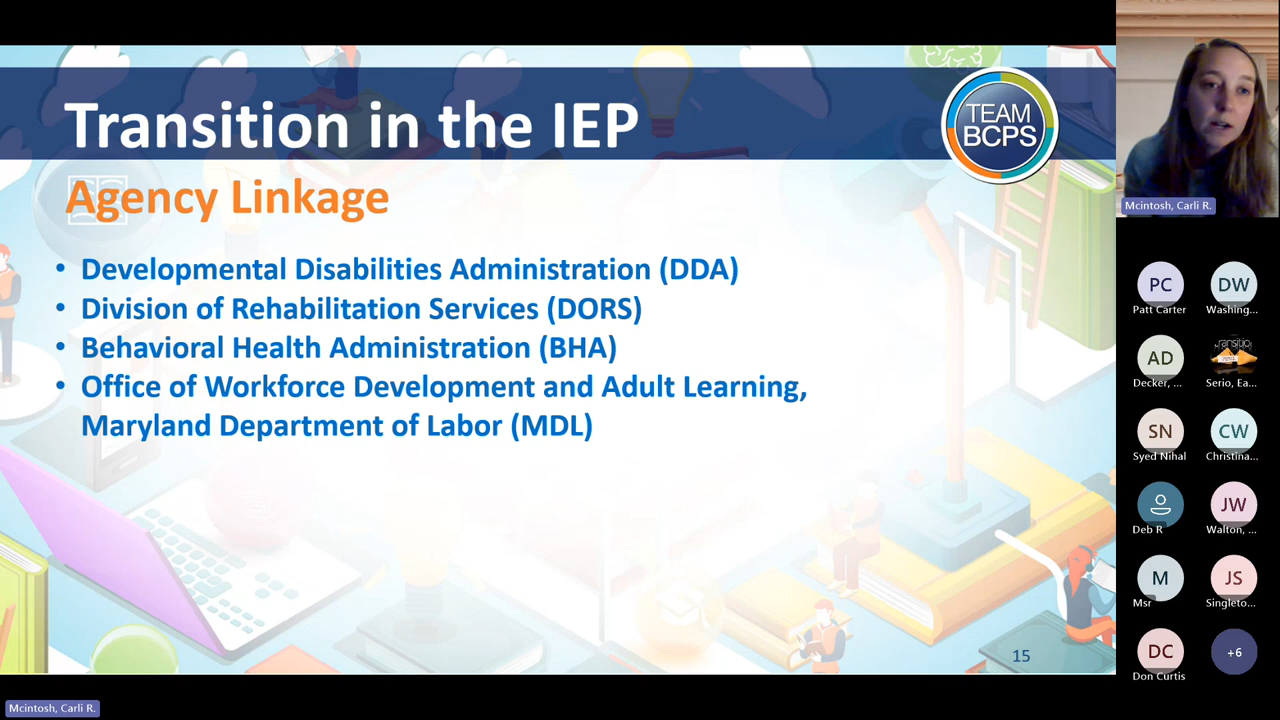 Transition in the IEP
TEAM
BCPS
Agency Linkage
• Developmental Disabilities Administration (DDA)
• Division of Rehabilitation Services (DORS)
• Behavioral Health Administration (BHA)
• Office of Workforce Development and Adult Learning,
Maryland Department of Labor (MDL)
15
Mcintosh, Carli R.
PC
Patt Carter
DW
Washing...
AD
Decker, ...
Serio, Ea...
SN
Syed Nihal
CW
Christina...
Deb R
JW
Walton, ...
M
Msr
JS
Singleto...
DC
Don Curtis
+6
Mcintosh, Carli R.